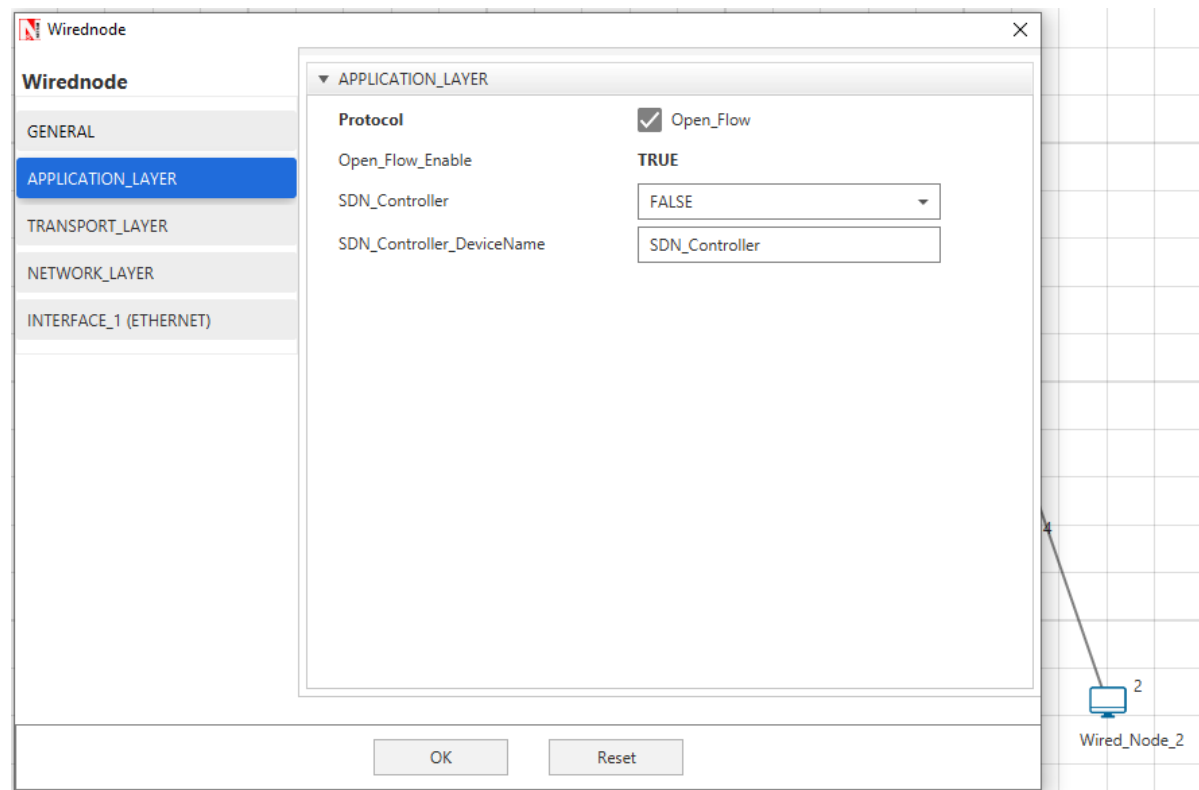 Wirednode
Wirednode
GENERAL
APPLICATION_LAYER
TRANSPORT_LAYER
NETWORK_LAYER
INTERFACE_1 (ETHERNET)
APPLICATION_LAYER
Protocol Open_Flow
Open_Flow_Enable TRUE
SDN_Controller FALSE
SDN_Controller_DeviceName SDN_Controller
OK Reset
4
2
Wired_Node_2